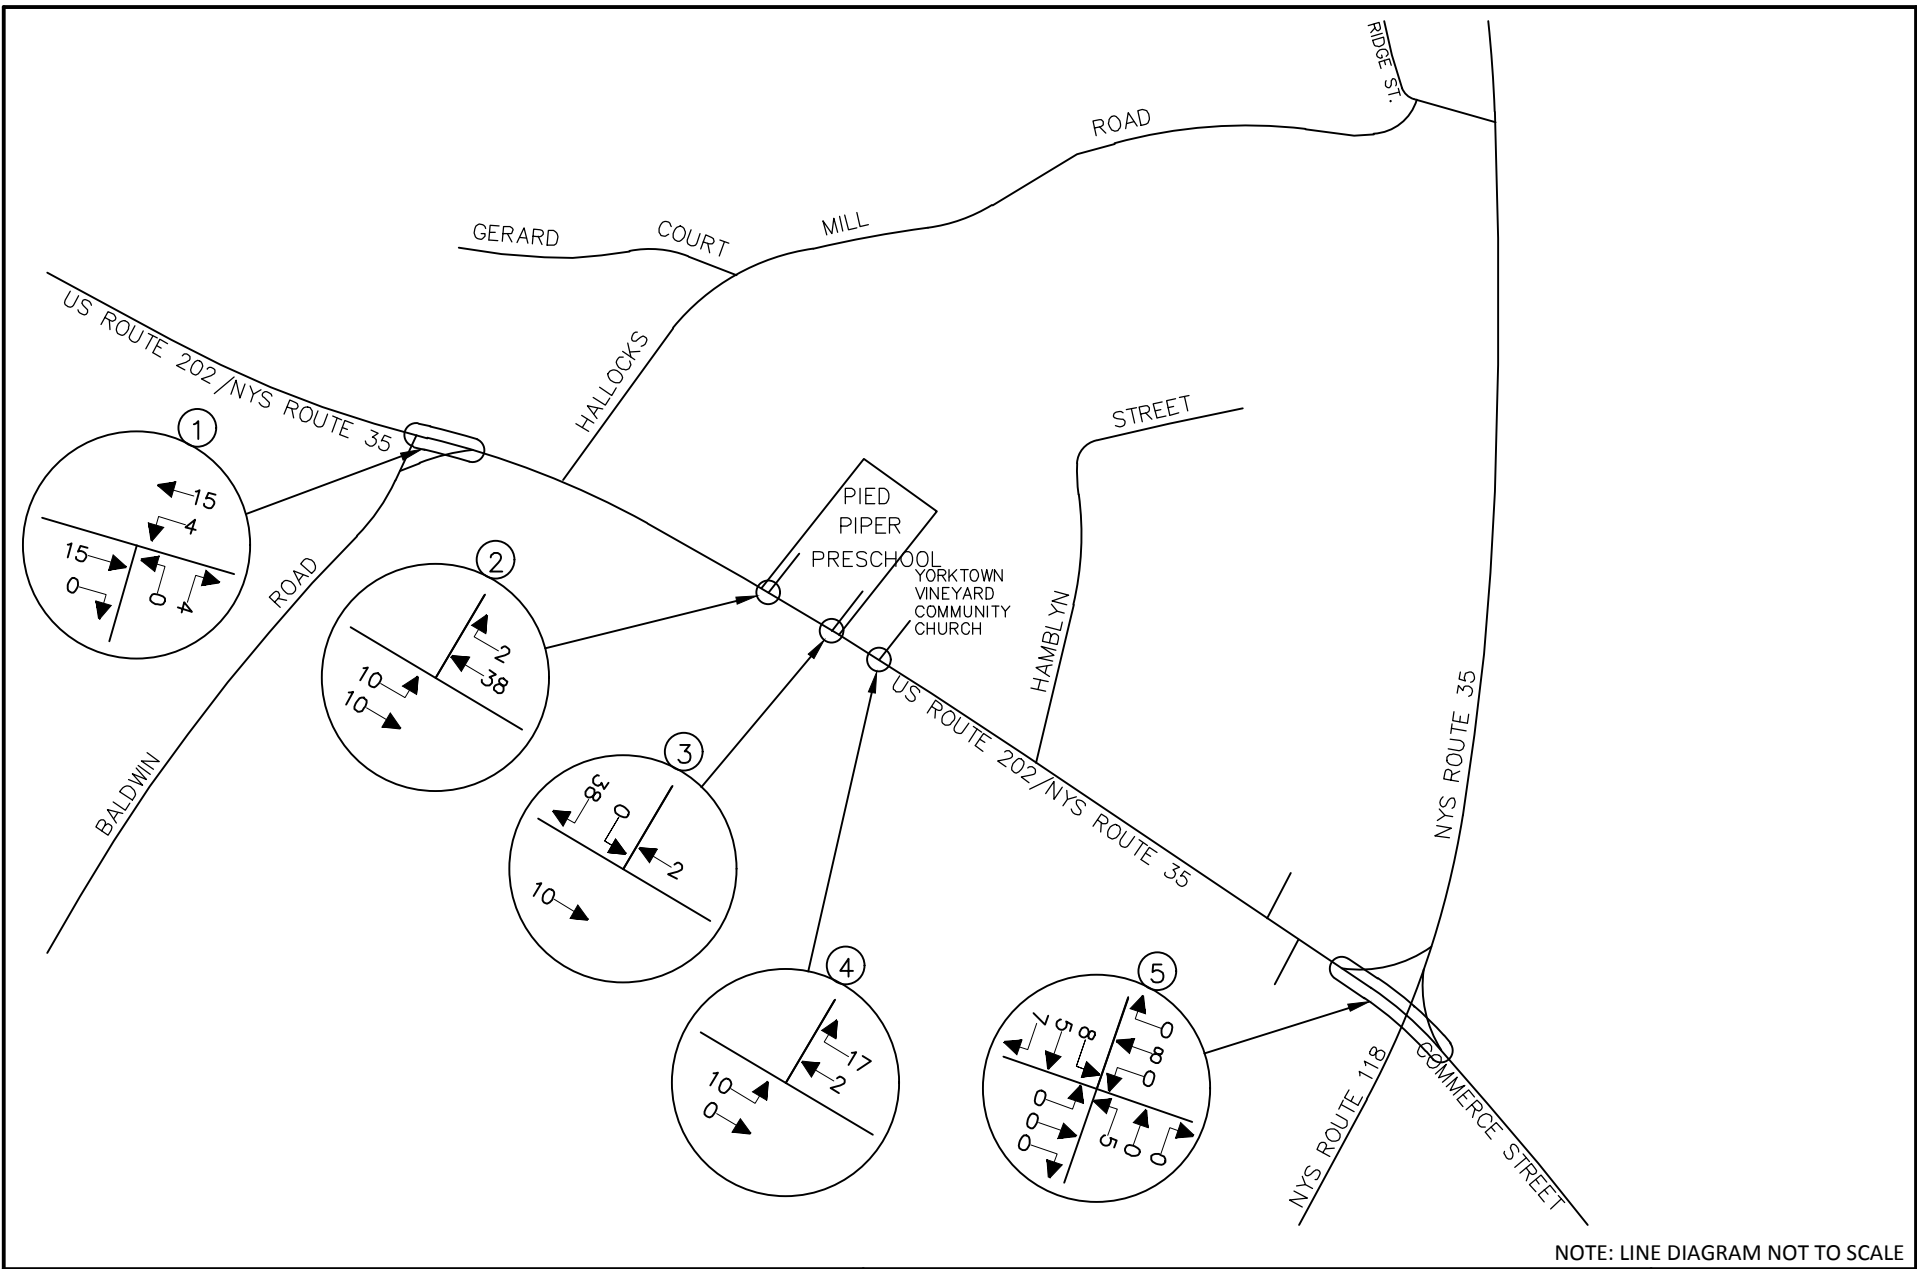 RIDGE ST.
ROAD
MILL
GERARD
COURT
HALLOCKS
US ROUTE 202/NYS ROUTE 35
STREET
HAMBLYN
PIED
PIPER
PRESCHOOL
YORKTOWN
VINEYARD
COMMUNITY
CHURCH
ROAD
BALDWIN
US ROUTE 202/NYS ROUTE 35
NYS ROUTE 35
NYS ROUTE 118
COMMERCE STREET
1
15
4
15
0
0
4
2
2
38
10
10
3
38
0
2
10
4
17
2
10
0
5
7
5
8
0
8
0
0
0
0
5
0
0
NOTE: LINE DIAGRAM NOT TO SCALE